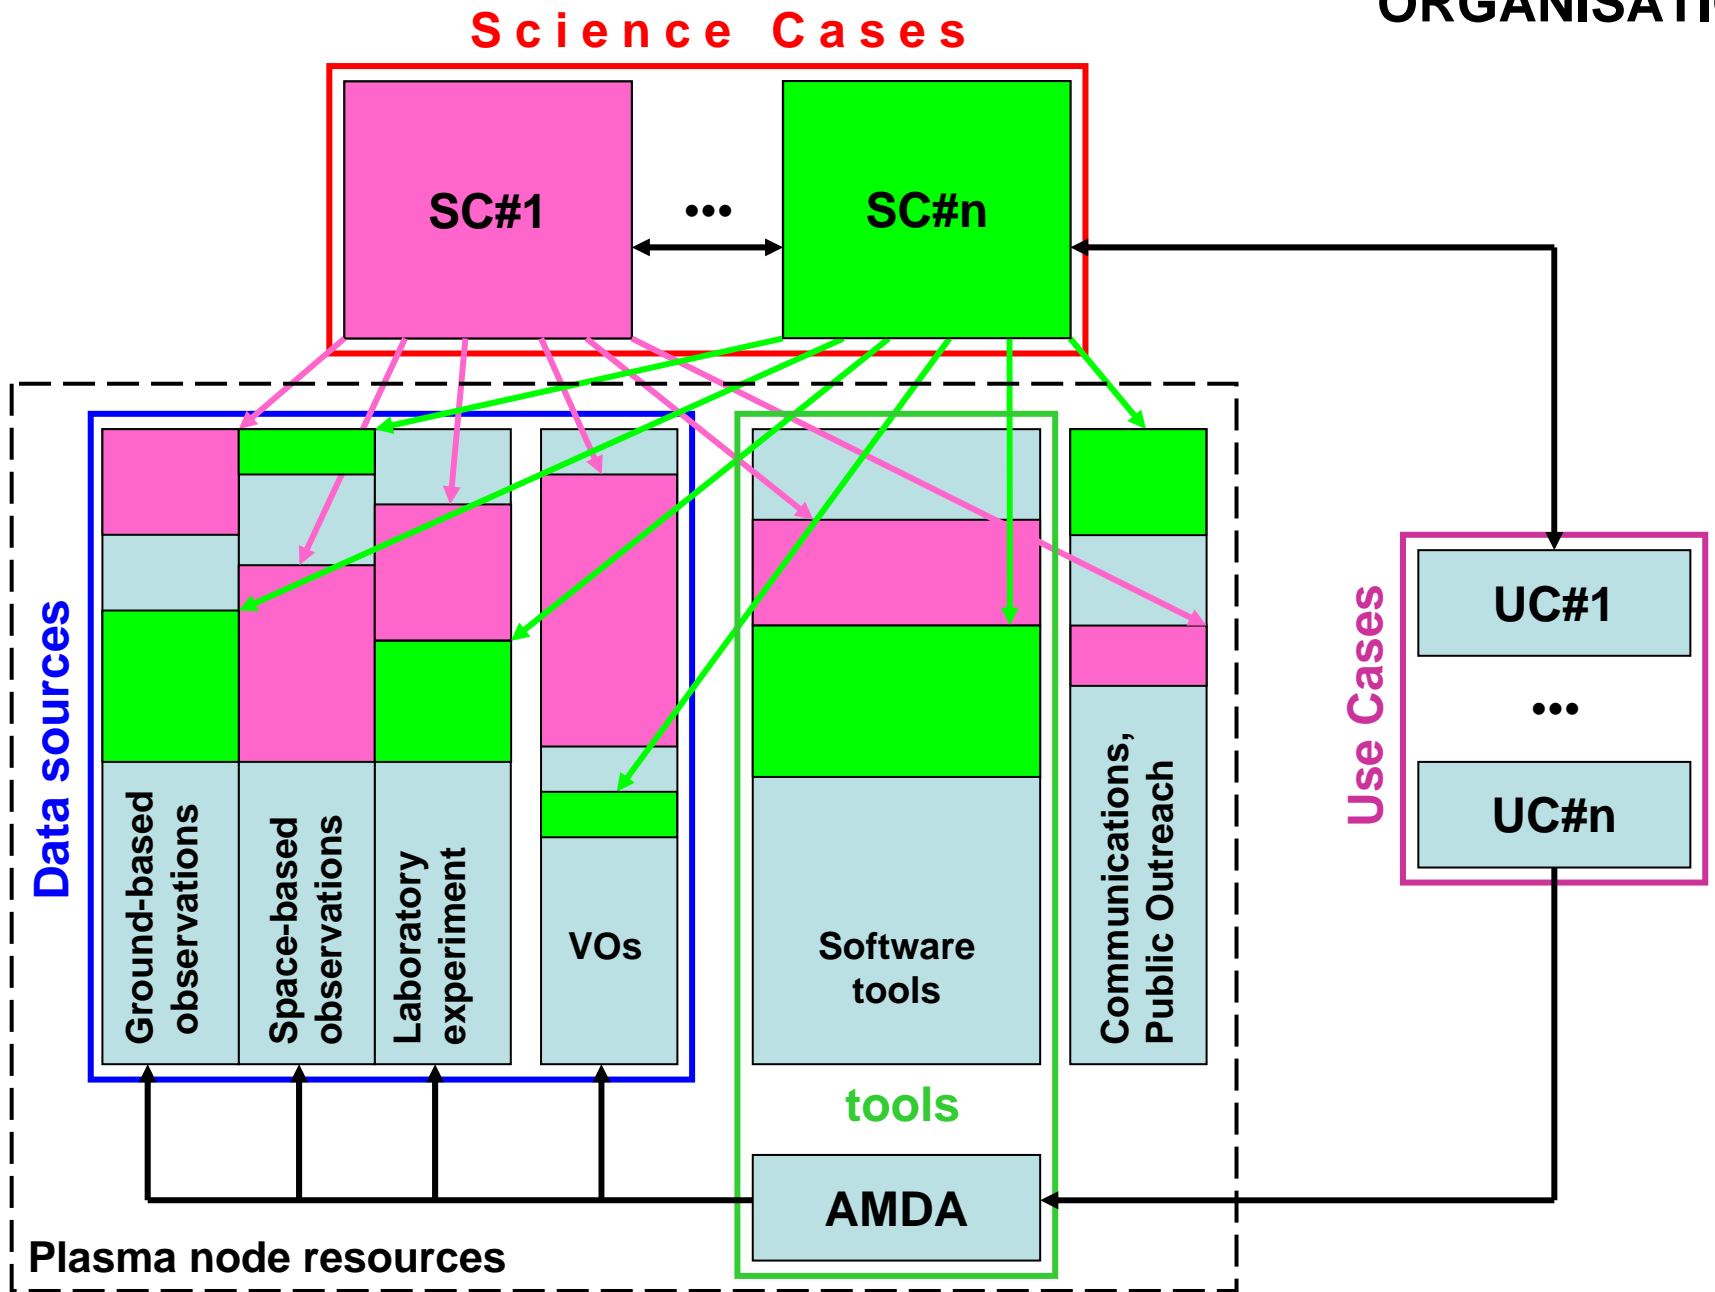 ORGANISATIO
Science Cases
SC#1
•••
SC#n
Data sources
Ground-based
observations
Space-based
observations
Laboratory
experiment
VOs
Software
tools
Communications,
Public Outreach
tools
AMDA
Plasma node resources
Use Cases
UC#1
•••
UC#n